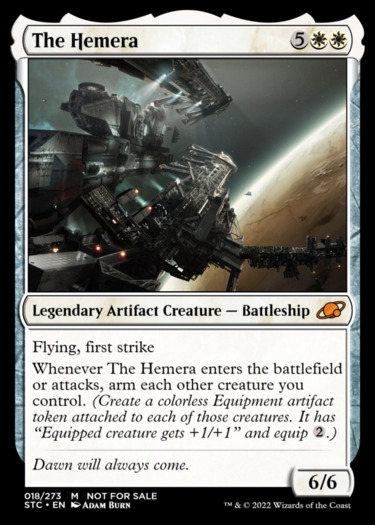 The Hemera 5
Legendary Artifact Creature — Battleship
Flying, first strike
Whenever The Hemera enters the battlefield
or attacks, arm each other creature you
control. (Create a colorless Equipment artifact
token attached to each of those creatures. It has
“Equipped creature gets +1/+1” and equip 2.)
Dawn will always come.
6/6
018/273 M NOT FOR SALE
STC • EN ADAM BURN
™ & © 2022 Wizards of the Coast